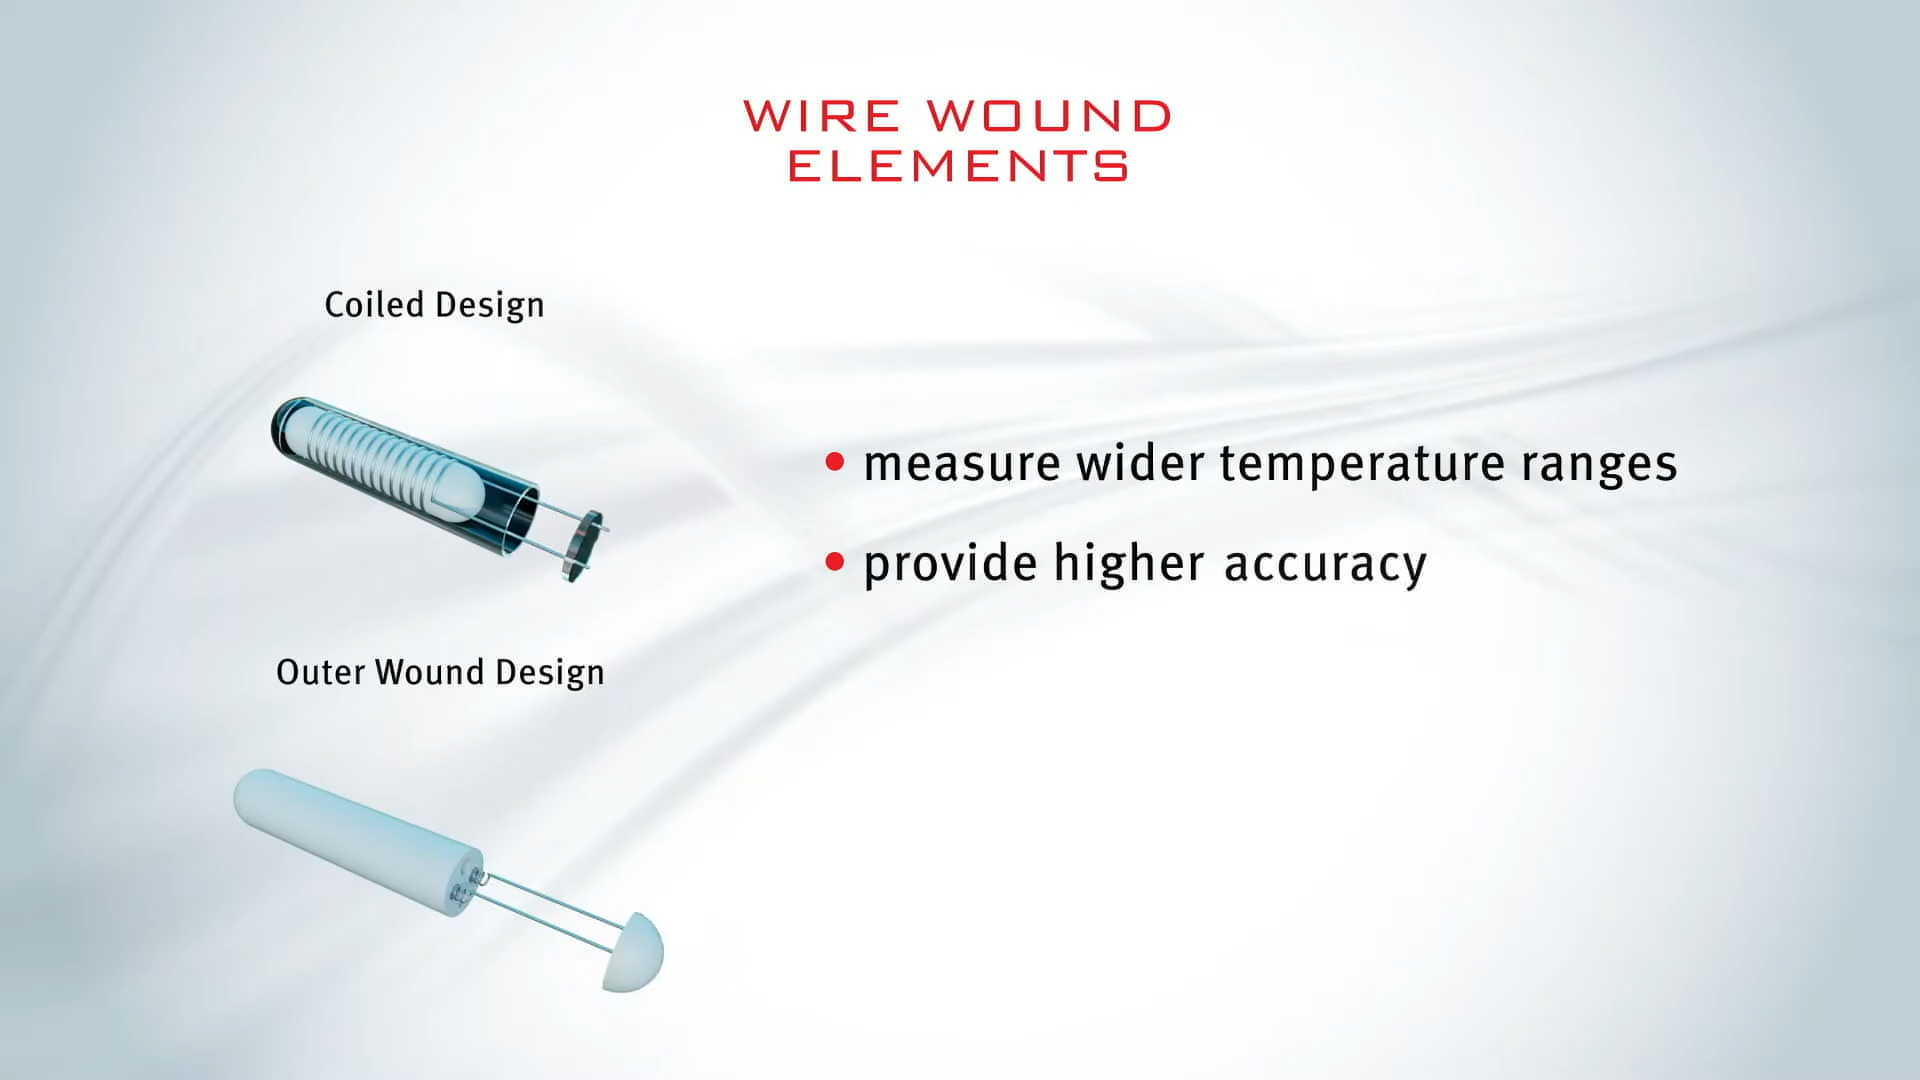 WIRE WOUND
ELEMENTS
Coiled Design
• measure wider temperature ranges
• provide higher accuracy
Outer Wound Design